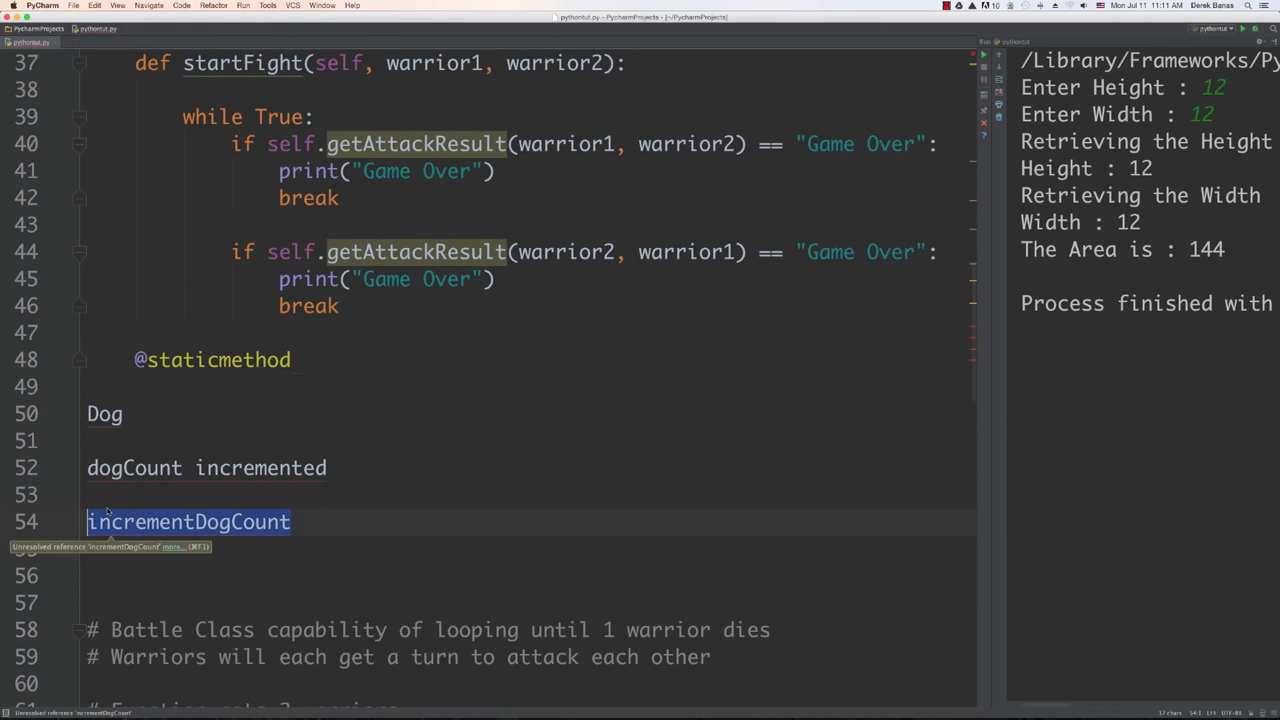 PyCharm File Edit View Navigate Code Refactor Run Tools VCS Window Help
10 Mon Jul 11 11:11 AM Derek Banas
pythontut.py - PycharmProjects - [~/PycharmProjects]
PycharmProjects pythontut.py pythontut
pythontut.py Run: pythontut
37 def startFight(self, warrior1, warrior2):
38
39 while True:
40 if self.getAttackResult(warrior1, warrior2) == "Game Over":
41 print("Game Over")
42 break
43
44 if self.getAttackResult(warrior2, warrior1) == "Game Over":
45 print("Game Over")
46 break
47
48 @staticmethod
49
50 Dog
51
52 dogCount incremented
53
54 incrementDogCount
Unresolved reference 'incrementDogCount' more... (⌘F1)
56
57
58 # Battle Class capability of looping until 1 warrior dies
59 # Warriors will each get a turn to attack each other
60
61
/Library/Frameworks/Py
Enter Height : 12
Enter Width : 12
Retrieving the Height
Height : 12
Retrieving the Width
Width : 12
The Area is : 144
Process finished with
Unresolved reference 'incrementDogCount' 17 chars 54:1 LF UTF-8